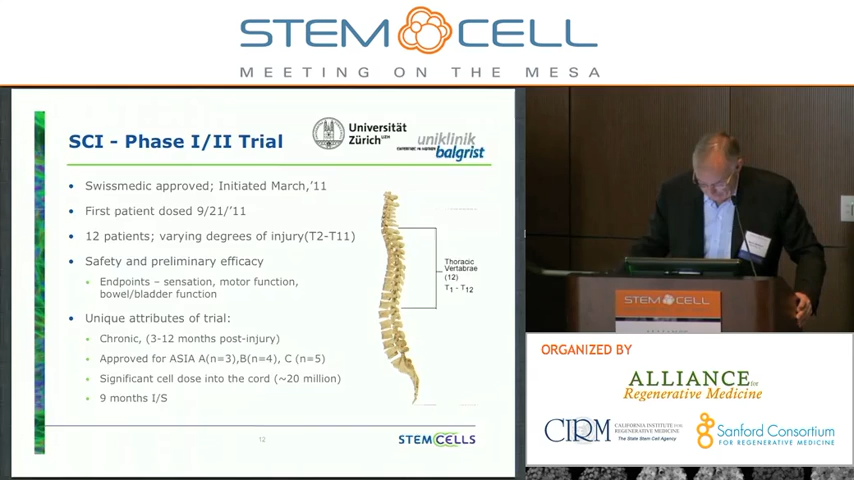 STEM CELL
MEETING ON THE MESA
SCI - Phase I/II Trial
Universität
Zürich UZH
uniklinik
balgrist
• Swissmedic approved; Initiated March,'11
• First patient dosed 9/21/'11
• 12 patients; varying degrees of injury(T2-T11)
• Safety and preliminary efficacy
• Endpoints – sensation, motor function,
bowel/bladder function
• Unique attributes of trial:
• Chronic, (3-12 months post-injury)
• Approved for ASIA A(n=3),B(n=4), C (n=5)
• Significant cell dose into the cord (~20 million)
• 9 months I/S
Thoracic
Vertabrae
(12)
T1 - T12
12
STEMCELLS
STEM CELL
ORGANIZED BY
ALLIANCE for
Regenerative Medicine
CIRM
CALIFORNIA INSTITUTE FOR
REGENERATIVE MEDICINE
The State Stem Cell Agency
Sanford Consortium
FOR REGENERATIVE MEDICINE